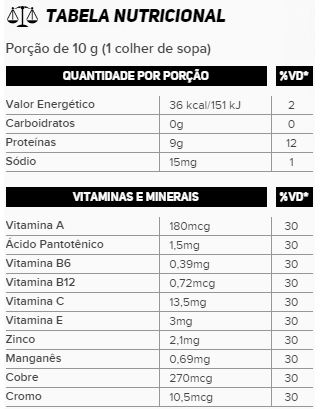 TABELA NUTRICIONAL
Porção de 10 g (1 colher de sopa)
QUANTIDADE POR PORÇÃO %VD*
Valor Energético 36 kcal/151 kJ 2
Carboidratos 0g 0
Proteínas 9g 12
Sódio 15mg 1
VITAMINAS E MINERAIS %VD*
Vitamina A 180mcg 30
Ácido Pantotênico 1,5mg 30
Vitamina B6 0,39mg 30
Vitamina B12 0,72mcg 30
Vitamina C 13,5mg 30
Vitamina E 3mg 30
Zinco 2,1mg 30
Manganês 0,69mg 30
Cobre 270mcg 30
Cromo 10,5mcg 30